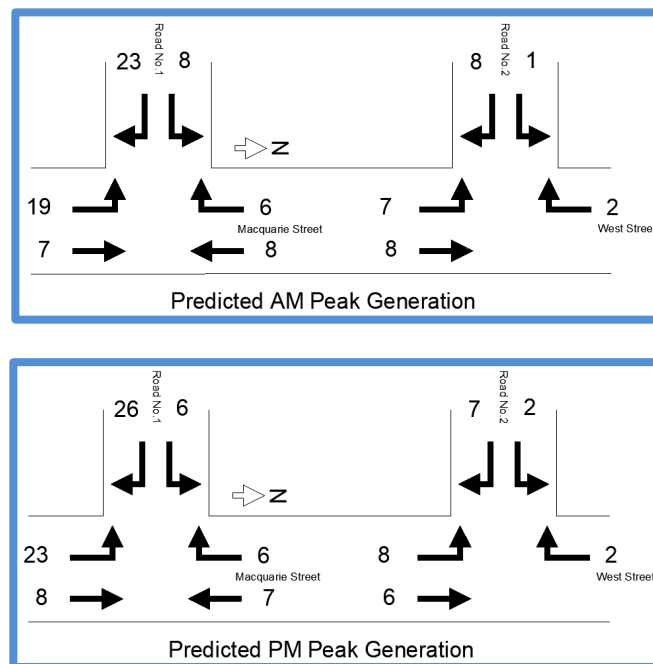 Road No.1
23 8
Road No.2
8 1
N
19 6 7 2
Macquarie Street West Street
7 8 8
Predicted AM Peak Generation
Road No.1
26 6
Road No.2
7 2
N
23 6 8 2
Macquarie Street West Street
8 7 6
Predicted PM Peak Generation